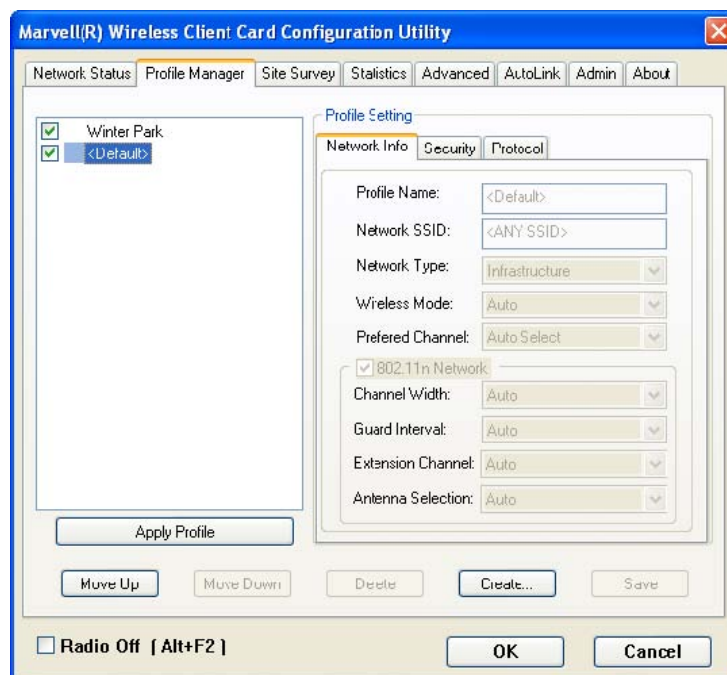 Marvell(R) Wireless Client Card Configuration Utility
Network Status Profile Manager Site Survey Statistics Advanced AutoLink Admin About
Winter Park
<Default>
Apply Profile
Profile Setting
Network Info Security Protocol
Profile Name: <Default>
Network SSID: <ANY SSID>
Network Type: Infrastructure
Wireless Mode: Auto
Prefered Channel: Auto Select
802.11n Network
Channel Width: Auto
Guard Interval: Auto
Extension Channel: Auto
Antenna Selection: Auto
Move Up Move Down Delete Create... Save
Radio Off [ Alt+F2 ] OK Cancel